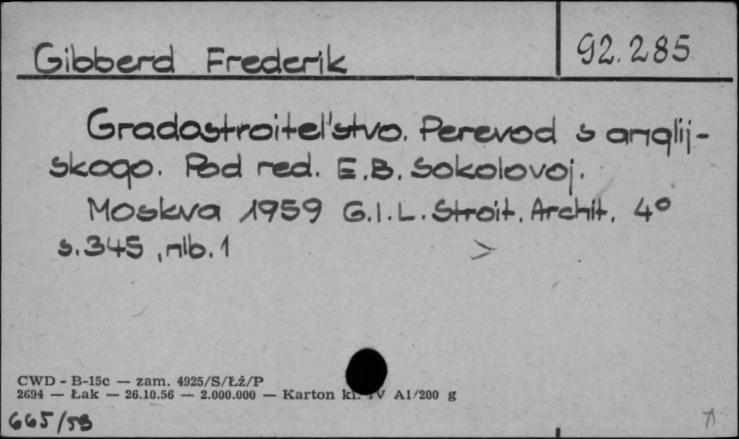 Gibberd Frederik 92.285
Gradostroitel'stvo. Perevod s anglij-
skogo. Pod red. E.B. Sokolovoj.
Moskva 1959 G.I.L. Stroit. Archit. 4°
s.345, nlb.1
CWD - B-15c — zam. 4925/S/Łź/P
2694 — Łak — 26.10.56 — 2.000.000 — Karton kl. IV A1/200 g
665/58